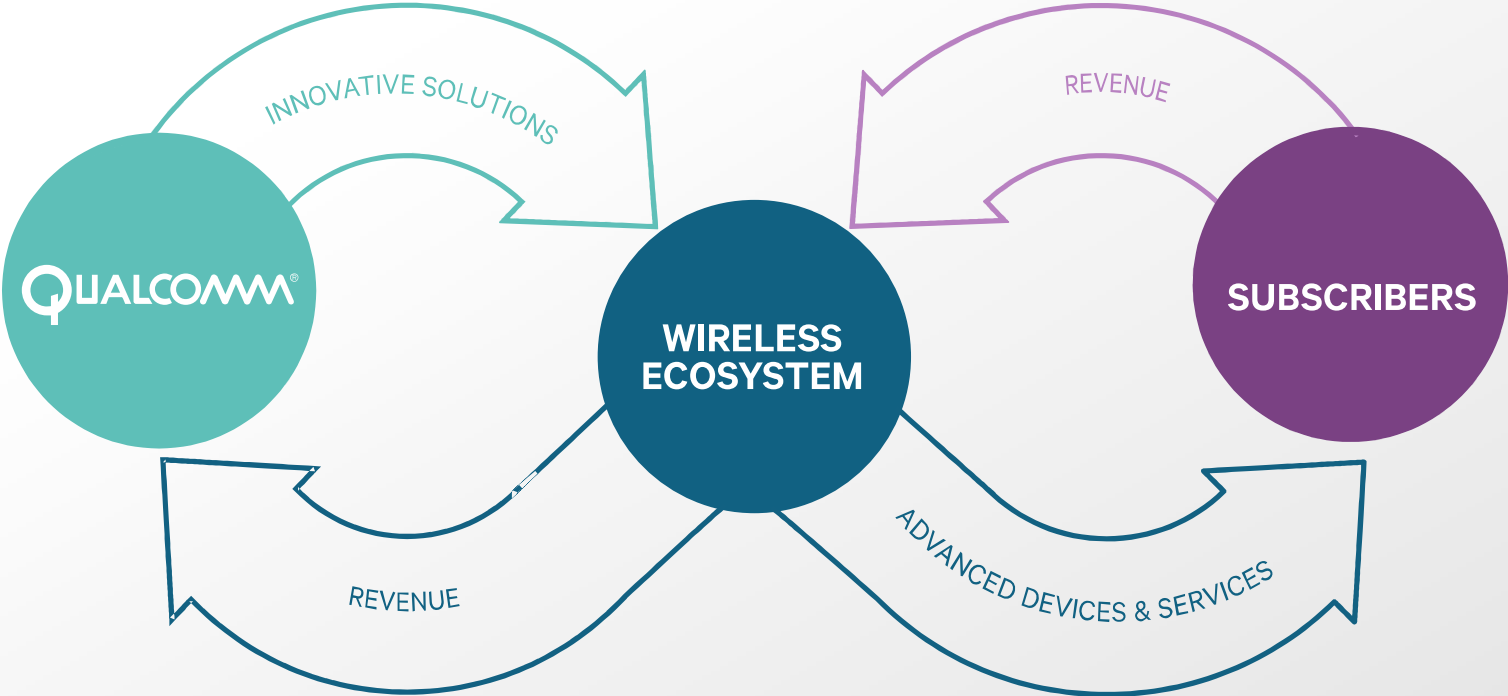 INNOVATIVE SOLUTIONS
REVENUE
QUALCOMM®
WIRELESS
ECOSYSTEM
SUBSCRIBERS
REVENUE
ADVANCED DEVICES & SERVICES